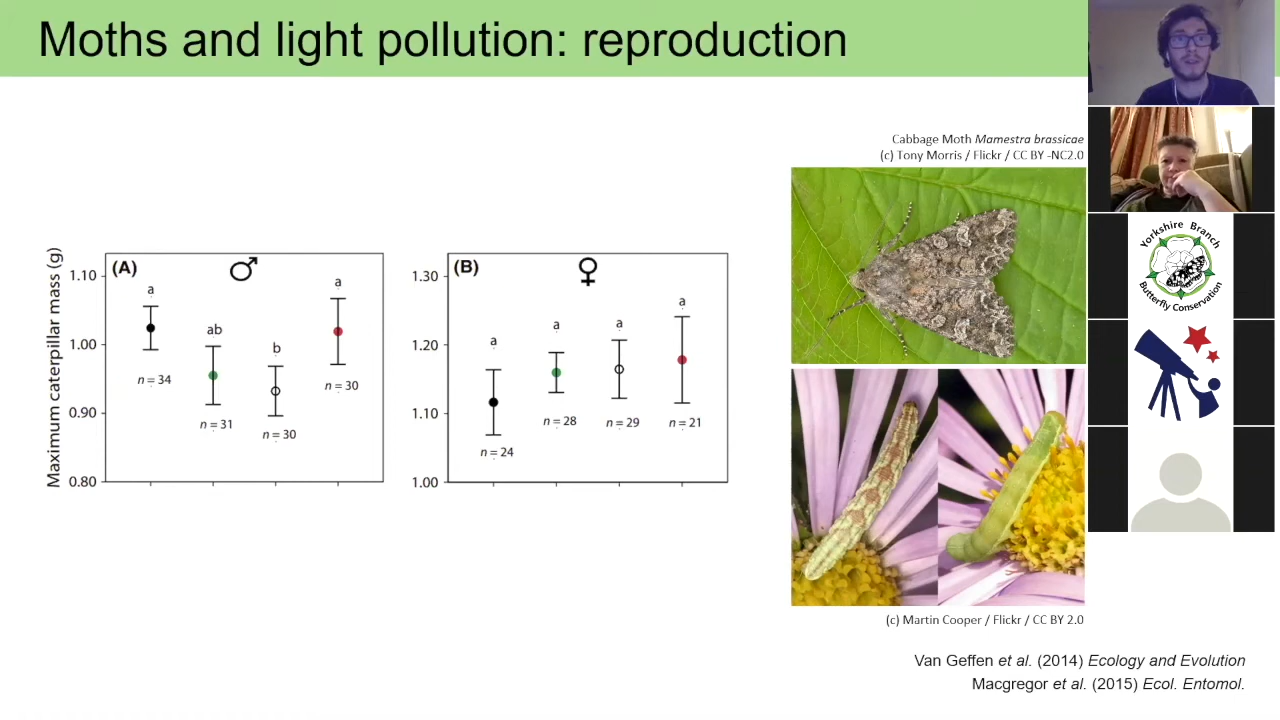 Moths and light pollution: reproduction
Cabbage Moth Mamestra brassicae
(c) Tony Morris / Flickr / CC BY -NC2.0
Maximum caterpillar mass (g)
1.10
1.00
0.90
0.80
(A)
♂
a
n = 34
ab
n = 31
b
n = 30
a
n = 30
1.30
1.20
1.10
1.00
(B)
♀
a
n = 24
a
n = 28
a
n = 29
a
n = 21
(c) Martin Cooper / Flickr / CC BY 2.0
Van Geffen et al. (2014) Ecology and Evolution
Macgregor et al. (2015) Ecol. Entomol.
Yorkshire Branch
Butterfly Conservation